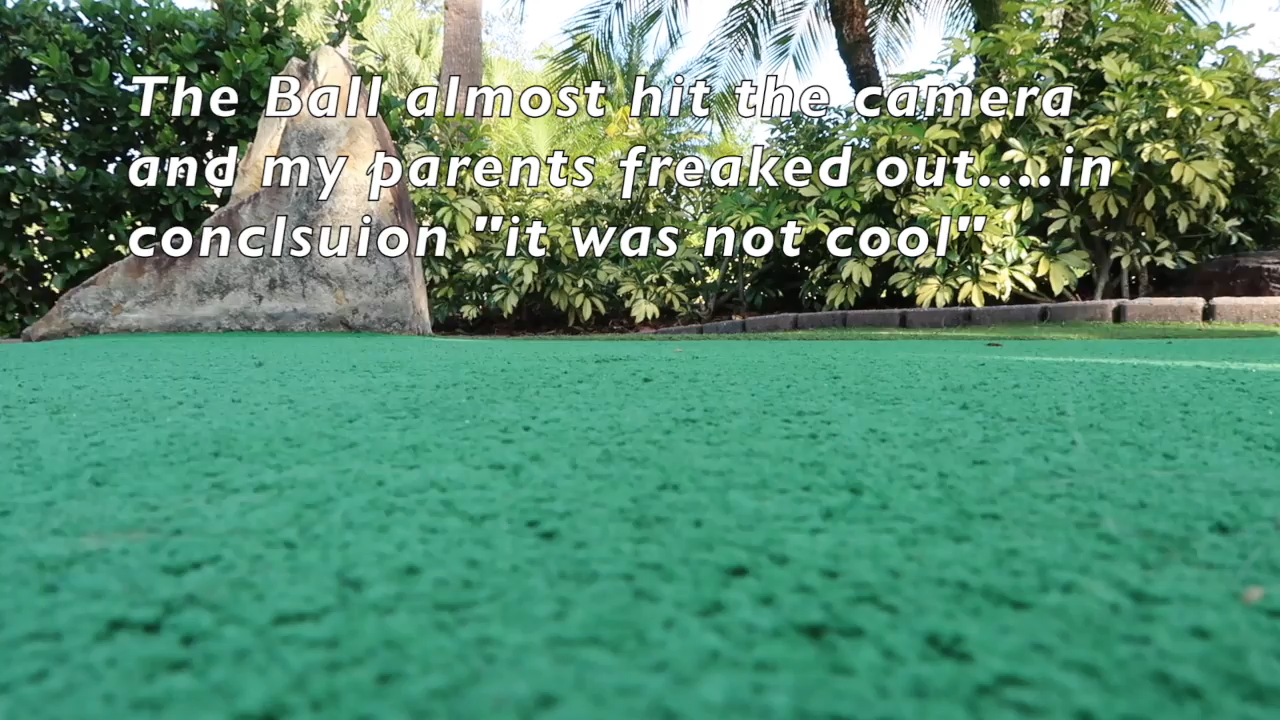 The Ball almost hit the camera
and my parents freaked out....in
conclsuion "it was not cool"